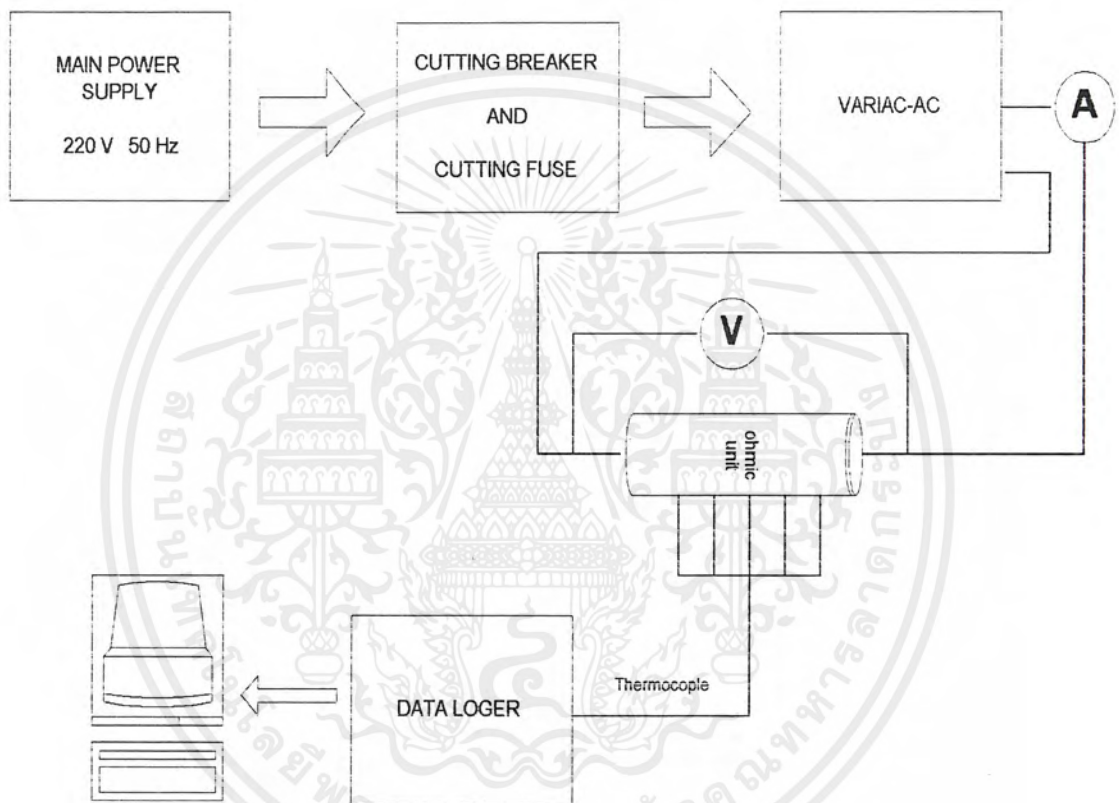 MAIN POWER
SUPPLY
220 V 50 Hz
CUTTING BREAKER
AND
CUTTING FUSE
VARIAC-AC
A
V
ohmic
unit
Thermocople
DATA LOGER